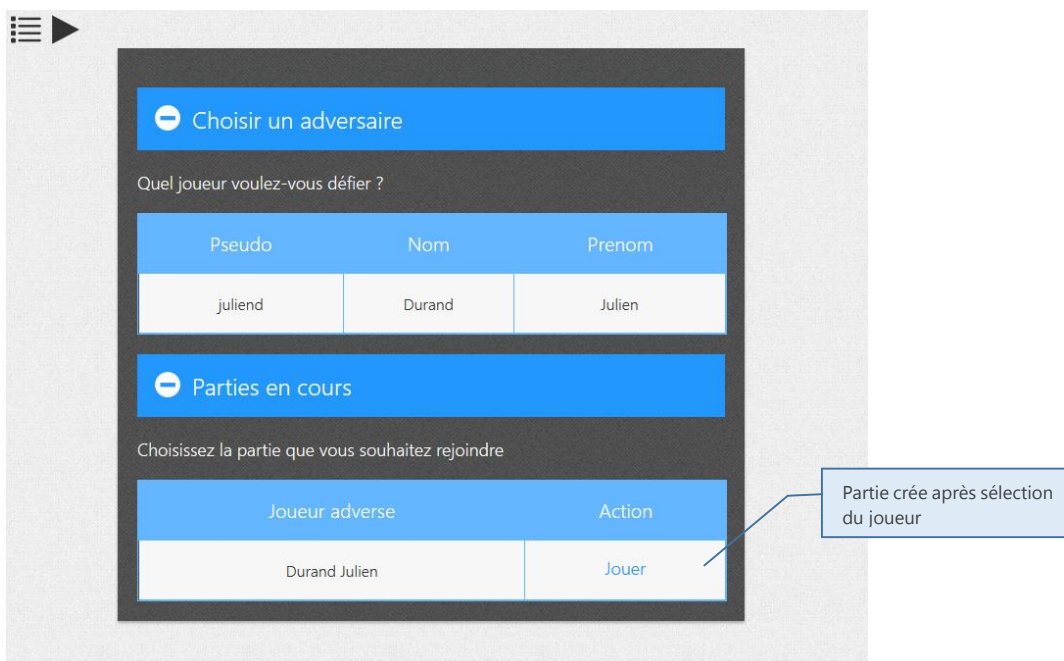 Choisir un adversaire
Quel joueur voulez-vous défier ?
Pseudo Nom Prenom
juliend Durand Julien
Parties en cours
Choisissez la partie que vous souhaitez rejoindre
Joueur adverse Action
Durand Julien Jouer
Partie crée après sélection
du joueur